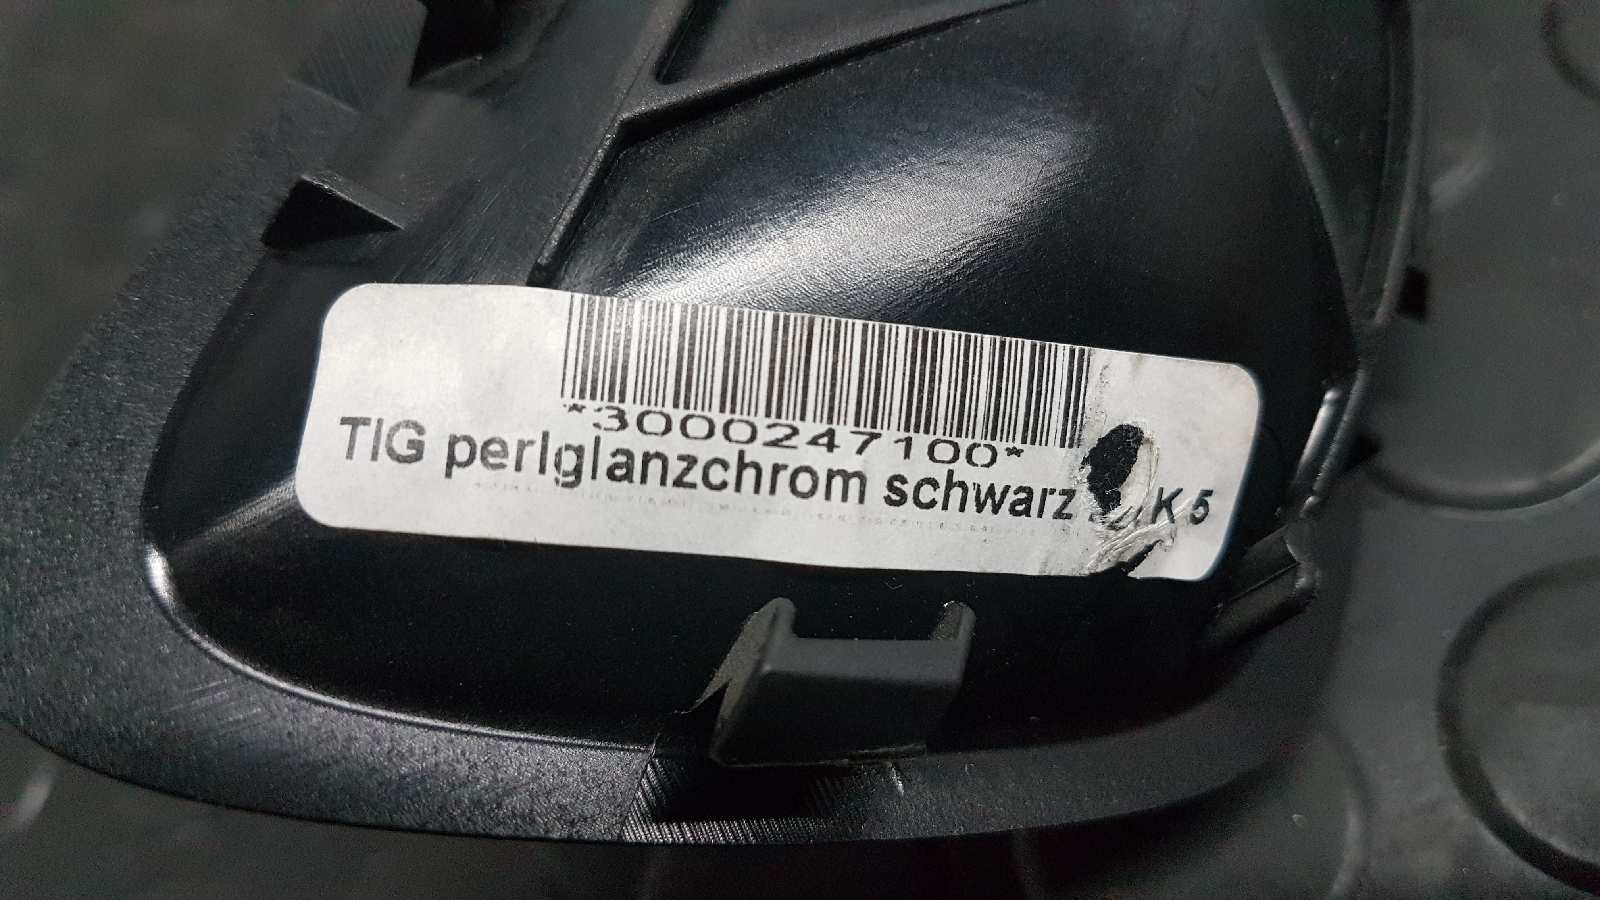 *3000247100*
TIG perlglanzchrom schwarz K 5